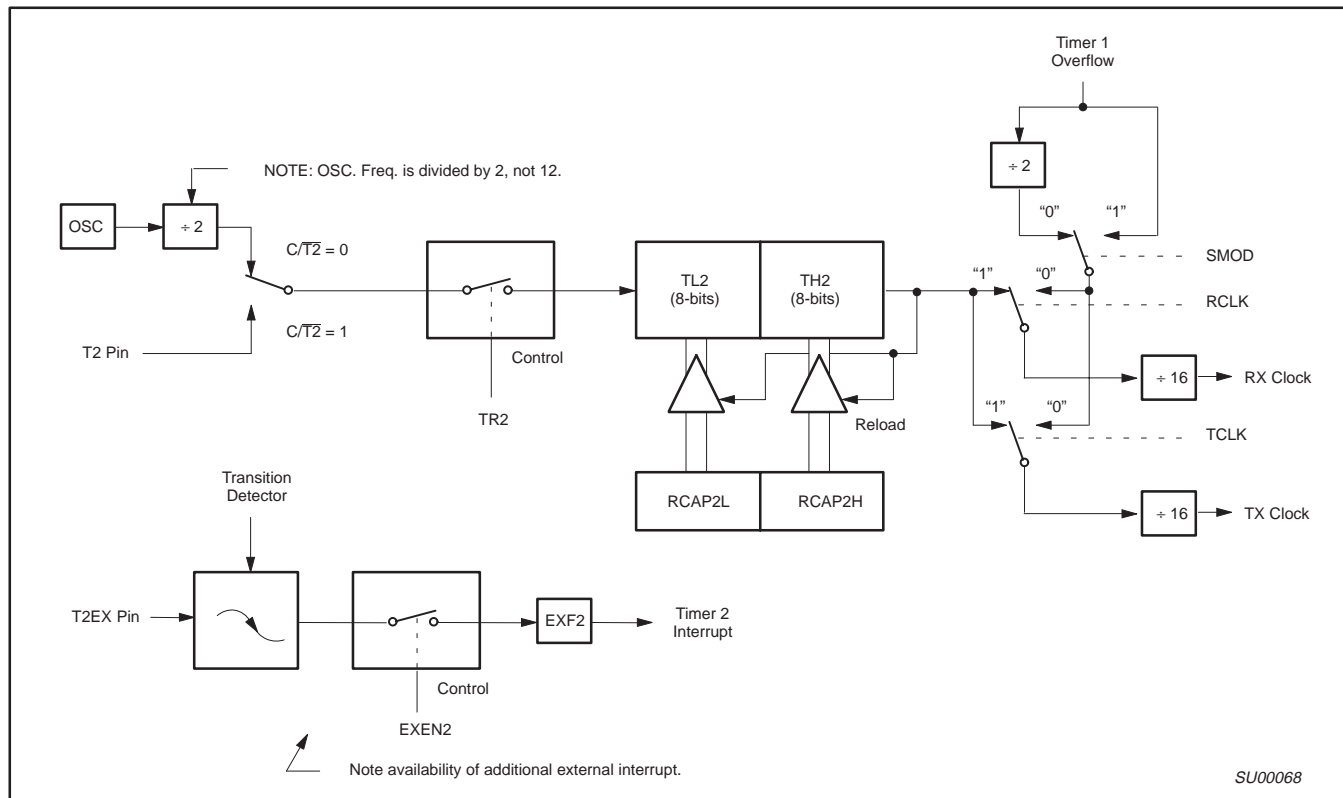 Timer 1
Overflow
NOTE: OSC. Freq. is divided by 2, not 12.
÷ 2
“0”
“1”
OSC
÷ 2
C/T2 = 0
SMOD
TL2
(8-bits)
TH2
(8-bits)
“1”
“0”
RCLK
C/T2 = 1
T2 Pin
Control
÷ 16
RX Clock
TR2
Reload
“1”
“0”
TCLK
Transition
Detector
RCAP2L
RCAP2H
÷ 16
TX Clock
T2EX Pin
EXF2
Timer 2
Interrupt
Control
EXEN2
Note availability of additional external interrupt.
SU00068